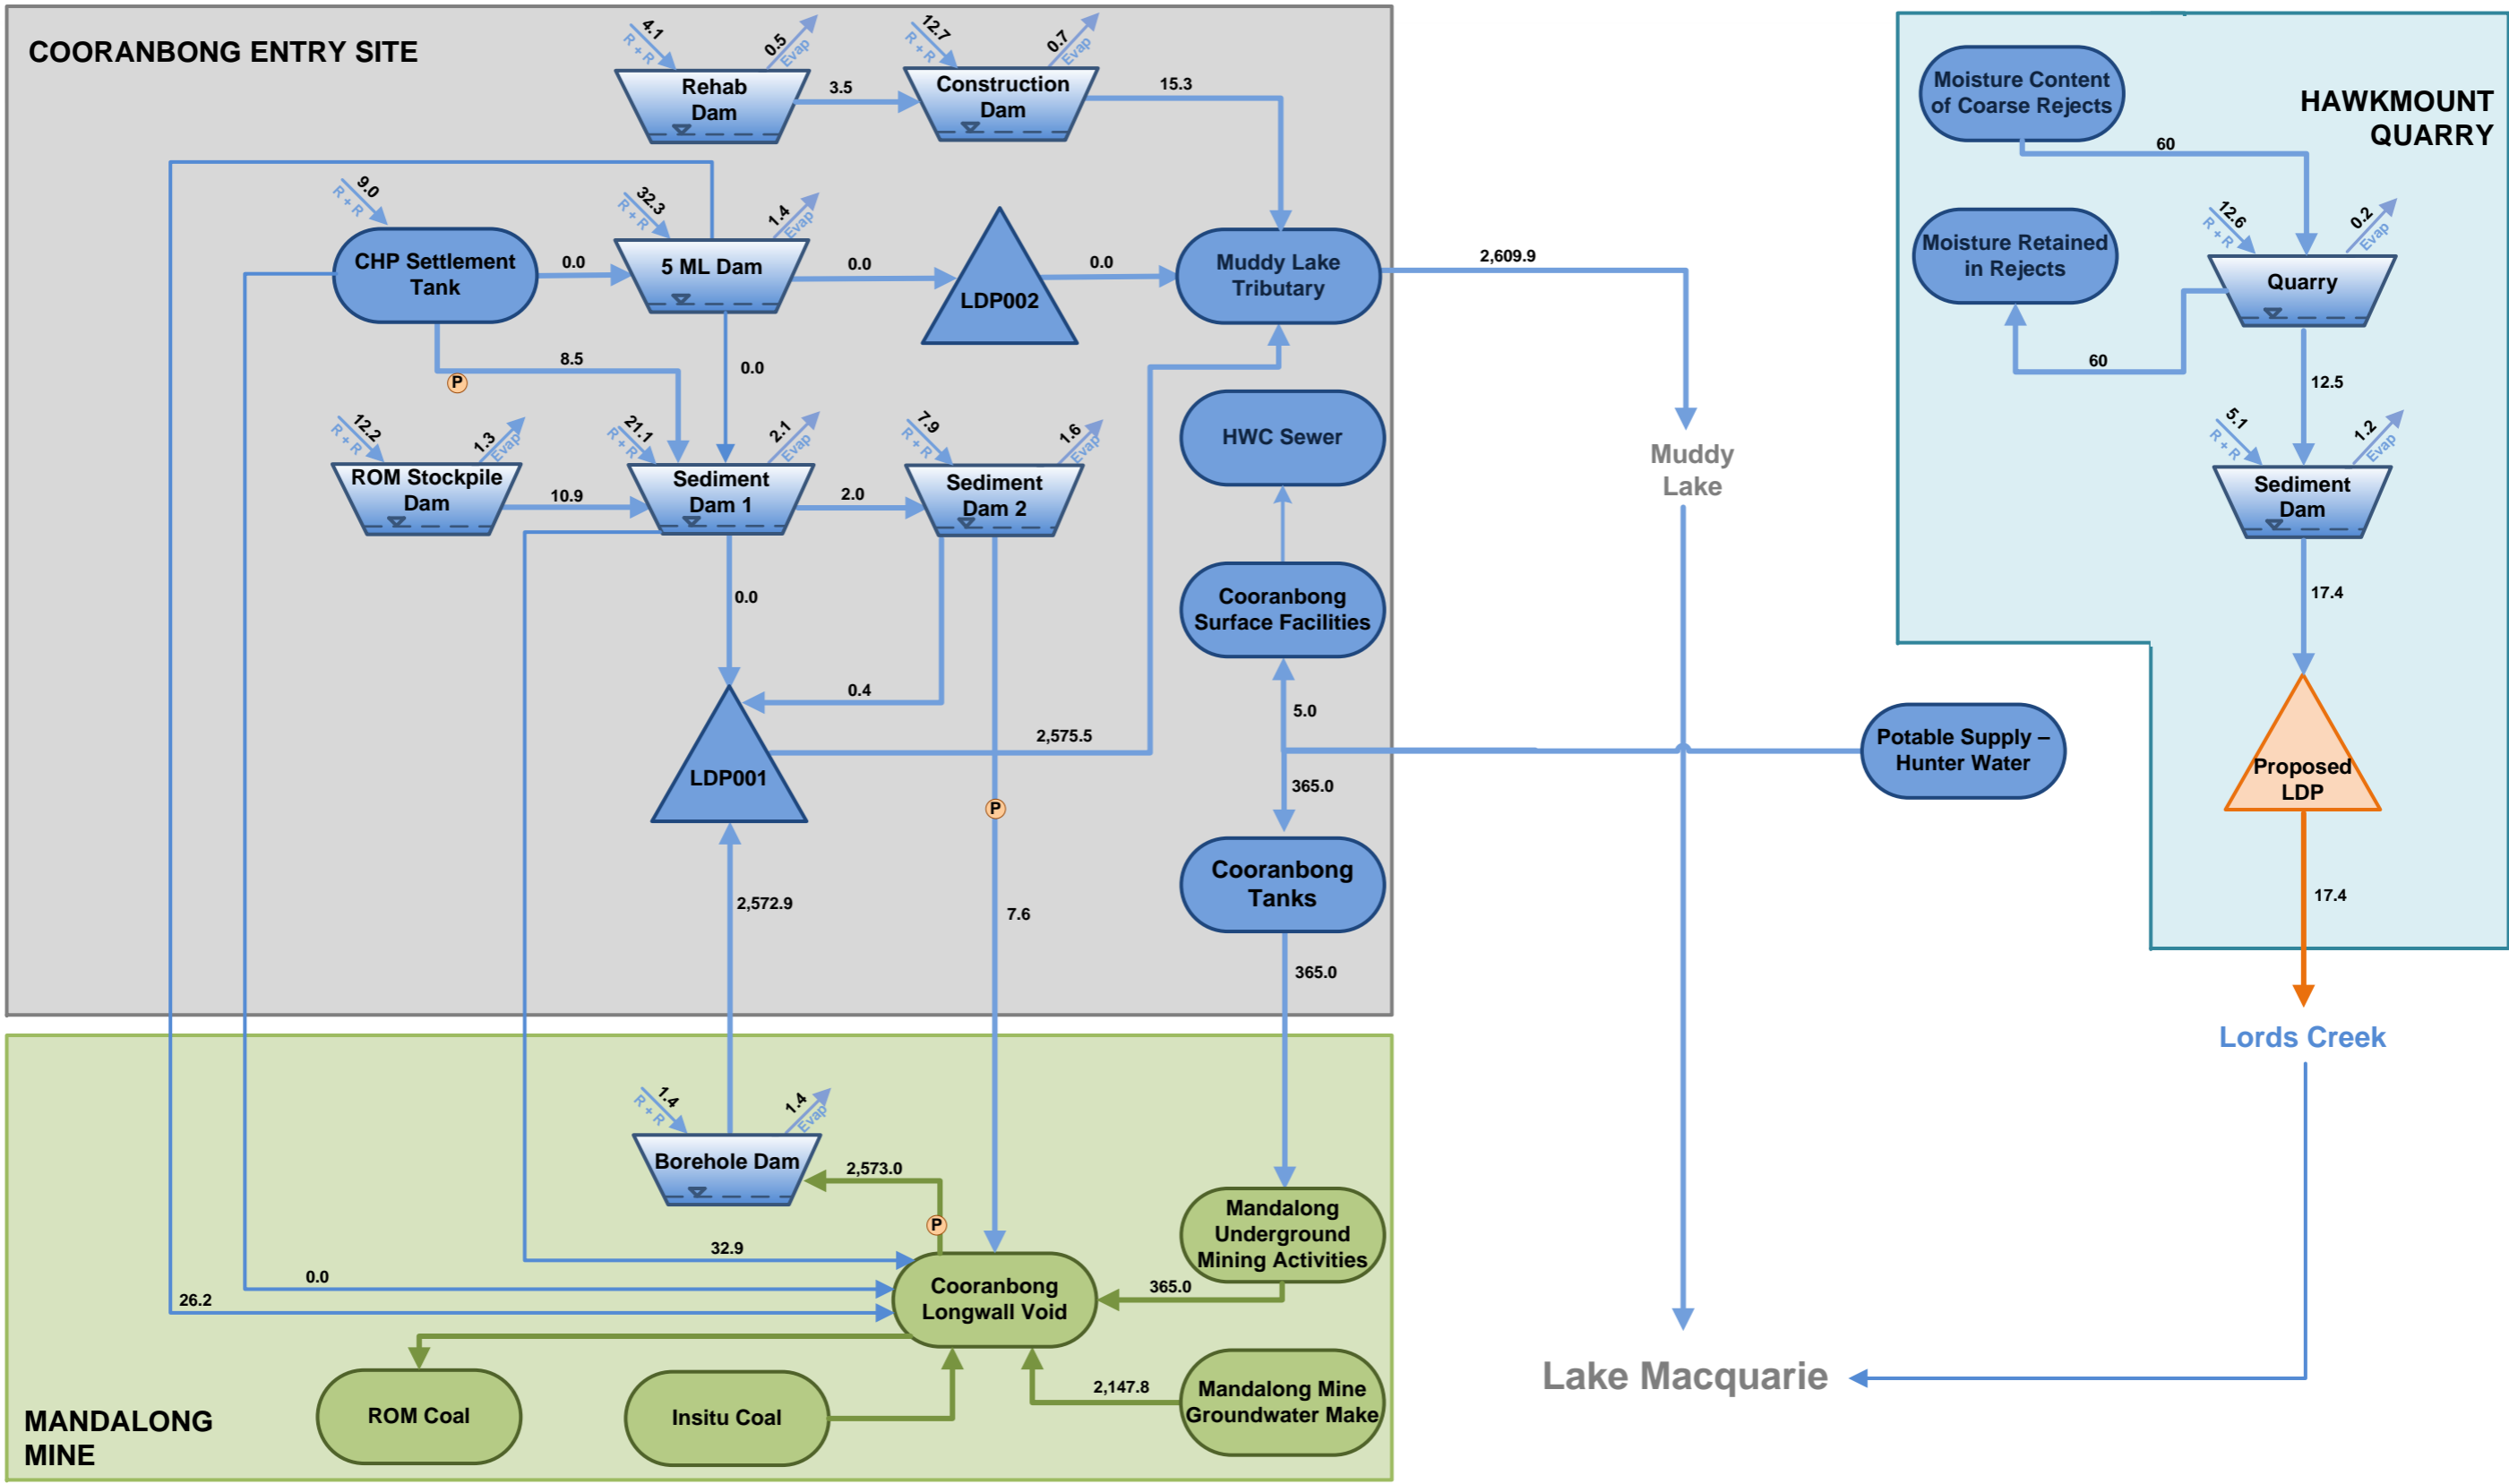 COORANBONG ENTRY SITE
4.1
R + R
0.5
Evap
Rehab
Dam
3.5
12.7
R + R
0.7
Evap
Construction
Dam
15.3
9.0
R + R
CHP Settlement
Tank
0.0
32.3
R + R
1.4
Evap
5 ML Dam
0.0
LDP002
0.0
Muddy Lake
Tributary
2,609.9
8.5
P
0.0
12.2
R + R
1.3
Evap
ROM Stockpile
Dam
10.9
21.1
R + R
2.1
Evap
Sediment
Dam 1
2.0
7.9
R + R
1.6
Evap
Sediment
Dam 2
HWC Sewer
Muddy
Lake
Cooranbong
Surface Facilities
0.0
0.4
5.0
2,575.5
LDP001
P
365.0
Potable Supply –
Hunter Water
Cooranbong
Tanks
2,572.9
7.6
365.0
HAWKMOUNT
QUARRY
Moisture Content
of Coarse Rejects
60
Moisture Retained
in Rejects
12.6
R + R
0.2
Evap
Quarry
60
12.5
5.1
R + R
1.2
Evap
Sediment
Dam
17.4
Proposed
LDP
17.4
Lords Creek
Lake Macquarie
MANDALONG
MINE
1.4
R + R
1.4
Evap
Borehole Dam
2,573.0
P
Mandalong
Underground
Mining Activities
32.9
0.0
26.2
365.0
Cooranbong
Longwall Void
ROM Coal
Insitu Coal
2,147.8
Mandalong Mine
Groundwater Make